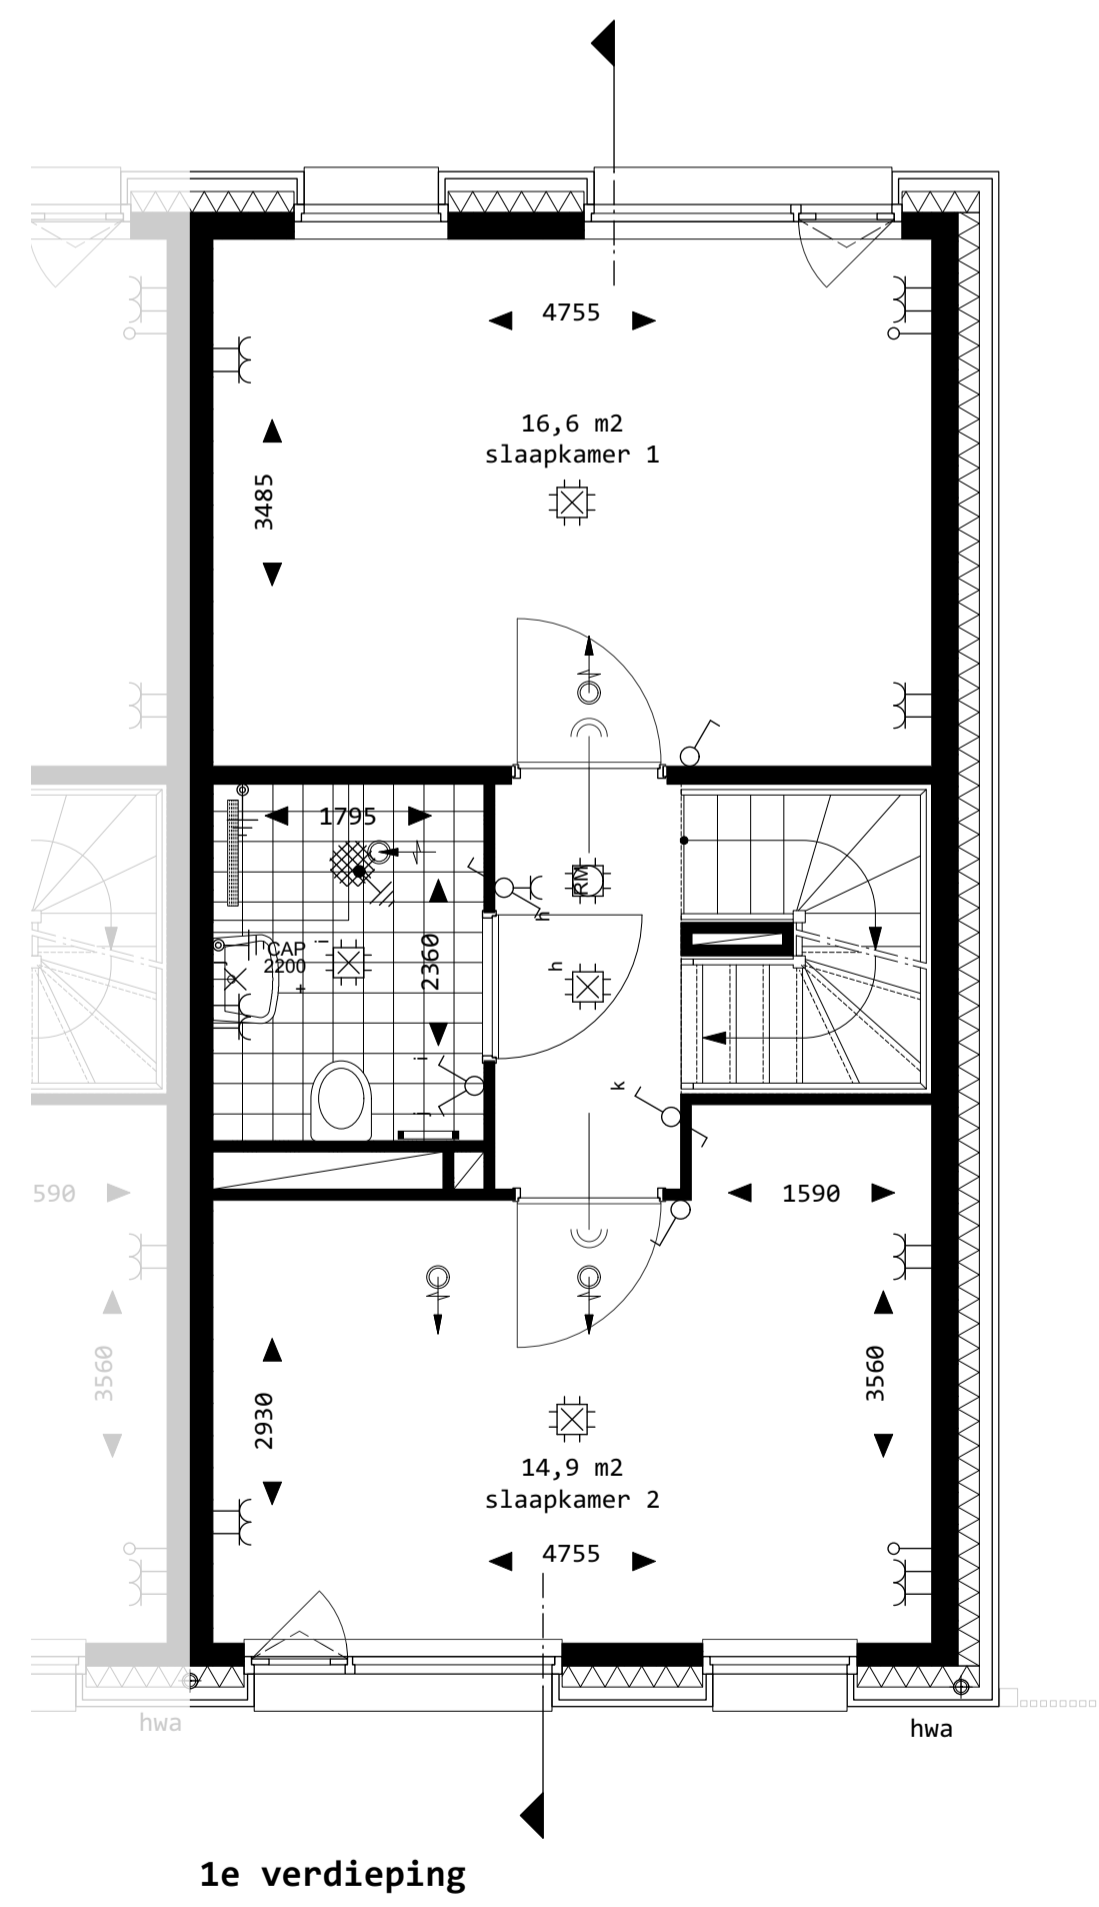 4755
16,6 m2
slaapkamer 1
3485
1795
RM
h
CAP
2200
+
i
2360
h
i
j
k
590
1590
3560
2930
3560
14,9 m2
slaapkamer 2
4755
hwa
hwa
1e verdieping